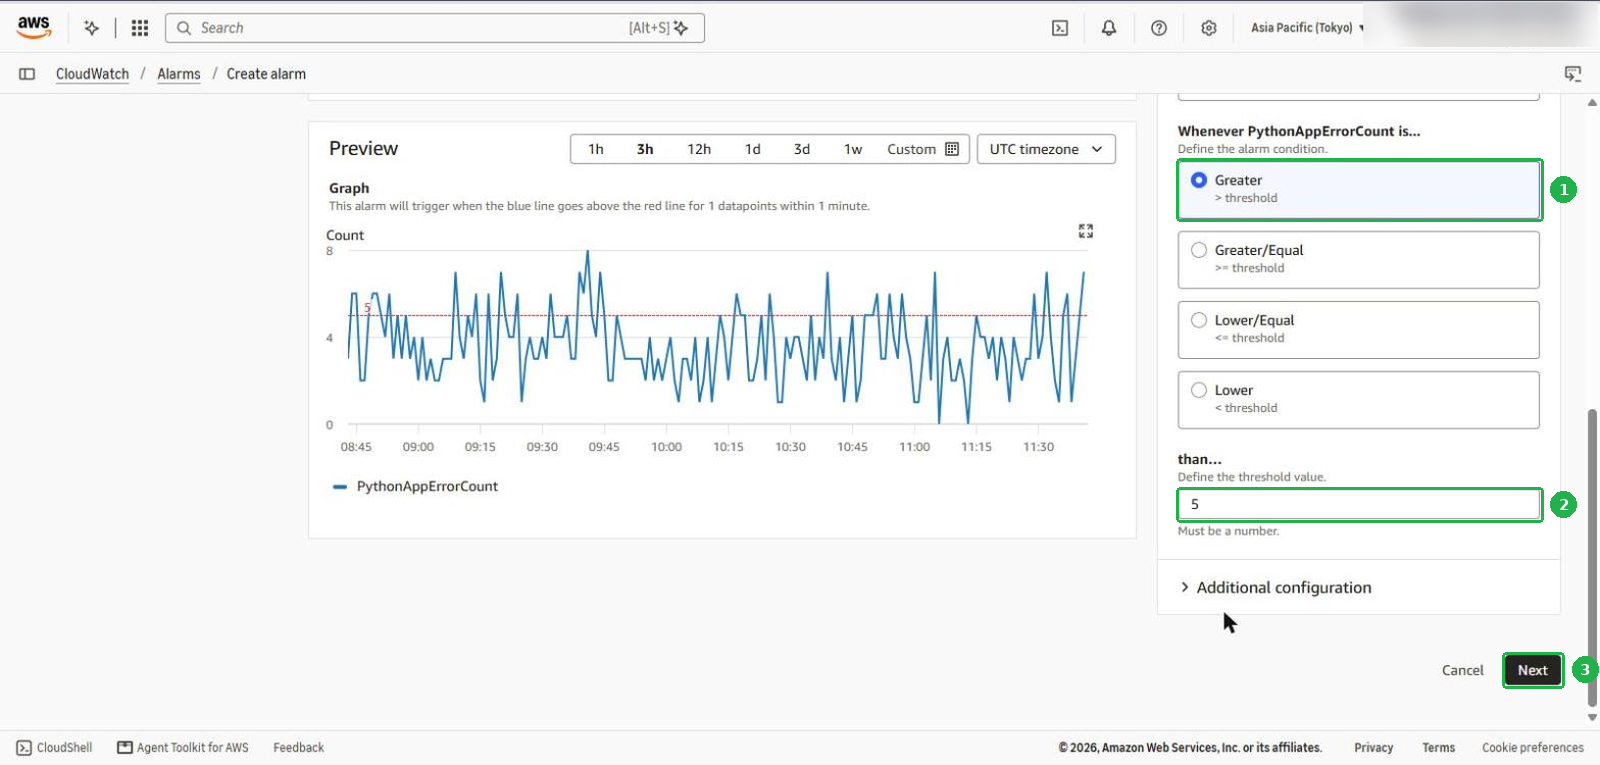 aws
Search
[Alt+S]
Asia Pacific (Tokyo)
CloudWatch / Alarms / Create alarm
Preview
1h 3h 12h 1d 3d 1w Custom
UTC timezone
Graph
This alarm will trigger when the blue line goes above the red line for 1 datapoints within 1 minute.
Count
8
5
4
0
08:45 09:00 09:15 09:30 09:45 10:00 10:15 10:30 10:45 11:00 11:15 11:30
PythonAppErrorCount
Whenever PythonAppErrorCount is...
Define the alarm condition.
Greater
> threshold
1
Greater/Equal
>= threshold
Lower/Equal
<= threshold
Lower
< threshold
than...
Define the threshold value.
5
2
Must be a number.
Additional configuration
Cancel
Next
3
CloudShell
Agent Toolkit for AWS
Feedback
© 2026, Amazon Web Services, Inc. or its affiliates.
Privacy
Terms
Cookie preferences